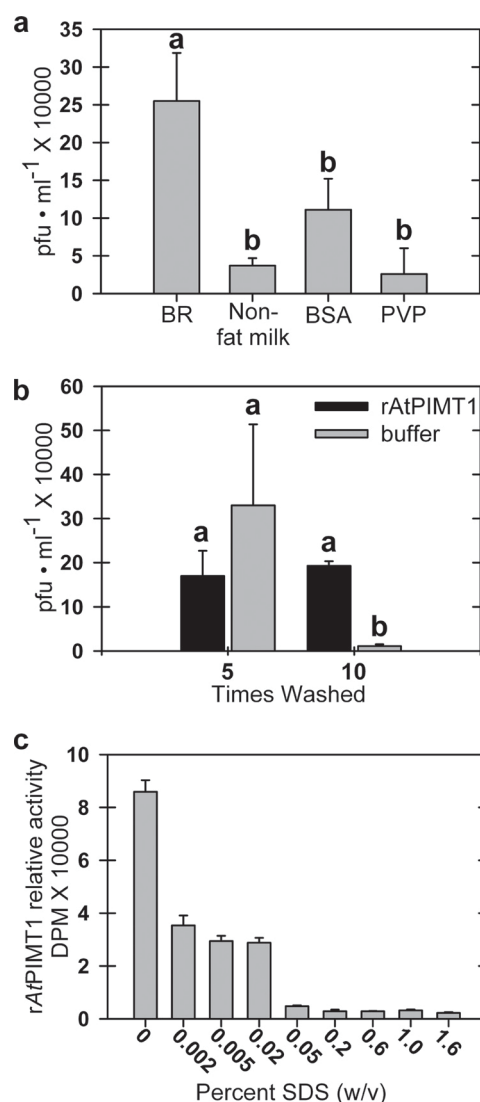 a
35
30
25
20
15
10
5
0
pfu • ml⁻¹ X 10000
a
b
b
b
BR
Non-
fat milk
BSA
PVP
b
60
50
40
30
20
10
0
pfu • ml⁻¹ X 10000
rAtPIMT1
buffer
a
a
a
b
5
10
Times Washed
c
10
8
6
4
2
0
rAtPIMT1 relative activity
DPM X 10000
0
0.002
0.005
0.02
0.05
0.2
0.6
1.0
1.6
Percent SDS (w/v)